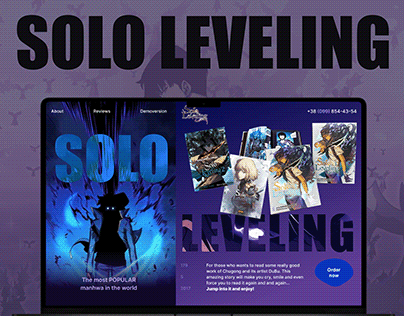 SOLO LEVELING
About
Reviews
Demoversion
+38 (099) 854-43-54
SOLO
LEVELING
The most POPULAR
manhwa in the world
For those who wants to read some really good
work of Chugong and its artist DuBu. This
amazing story will make you cry, smile and even
force you to read it again and and again...
Jump into it and enjoy!
Order
now